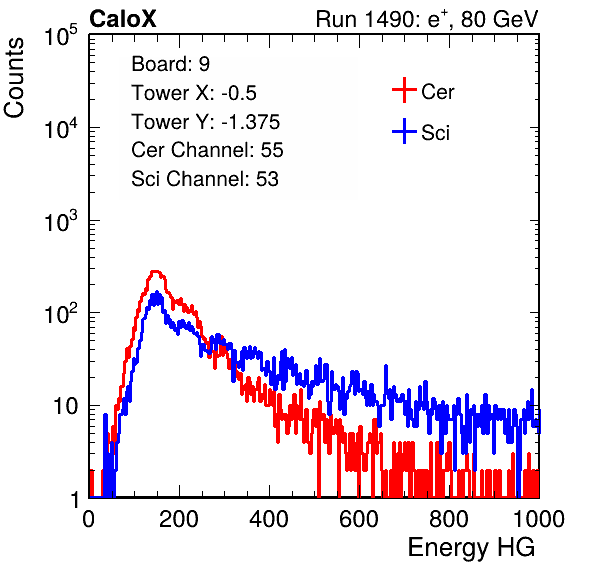 CaloX Run 1490: e⁺, 80 GeV
Counts
10⁵
10⁴
10³
10²
10
1
Board: 9
Tower X: -0.5
Tower Y: -1.375
Cer Channel: 55
Sci Channel: 53
Cer
Sci
0 200 400 600 800 1000
Energy HG